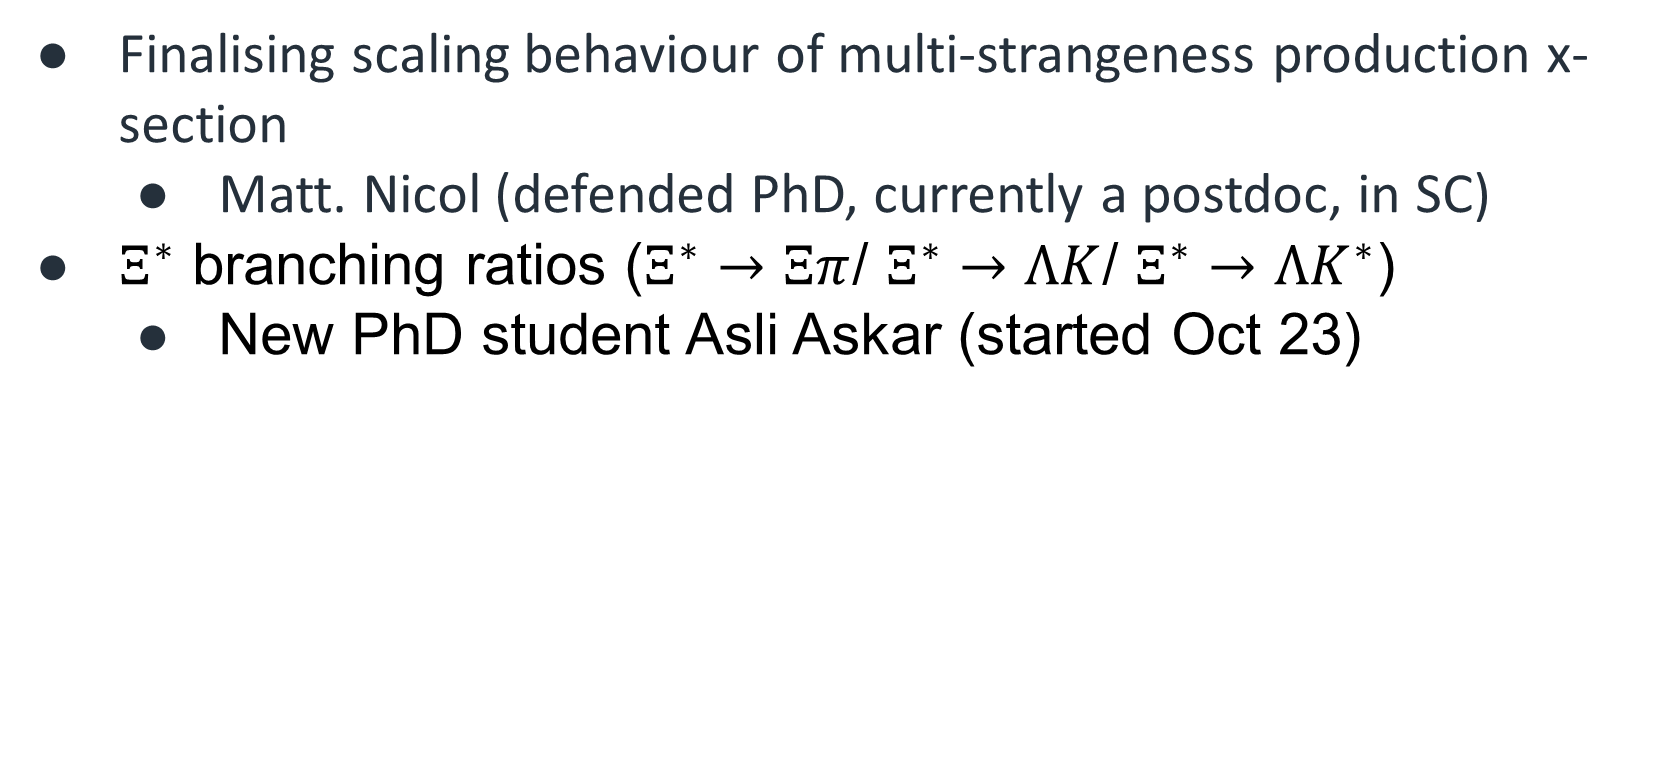 ● Finalising scaling behaviour of multi-strangeness production x-
section
● Matt. Nicol (defended PhD, currently a postdoc, in SC)
● Ξ* branching ratios (Ξ* → Ξπ/ Ξ* → ΛK/ Ξ* → ΛK*)
● New PhD student Asli Askar (started Oct 23)